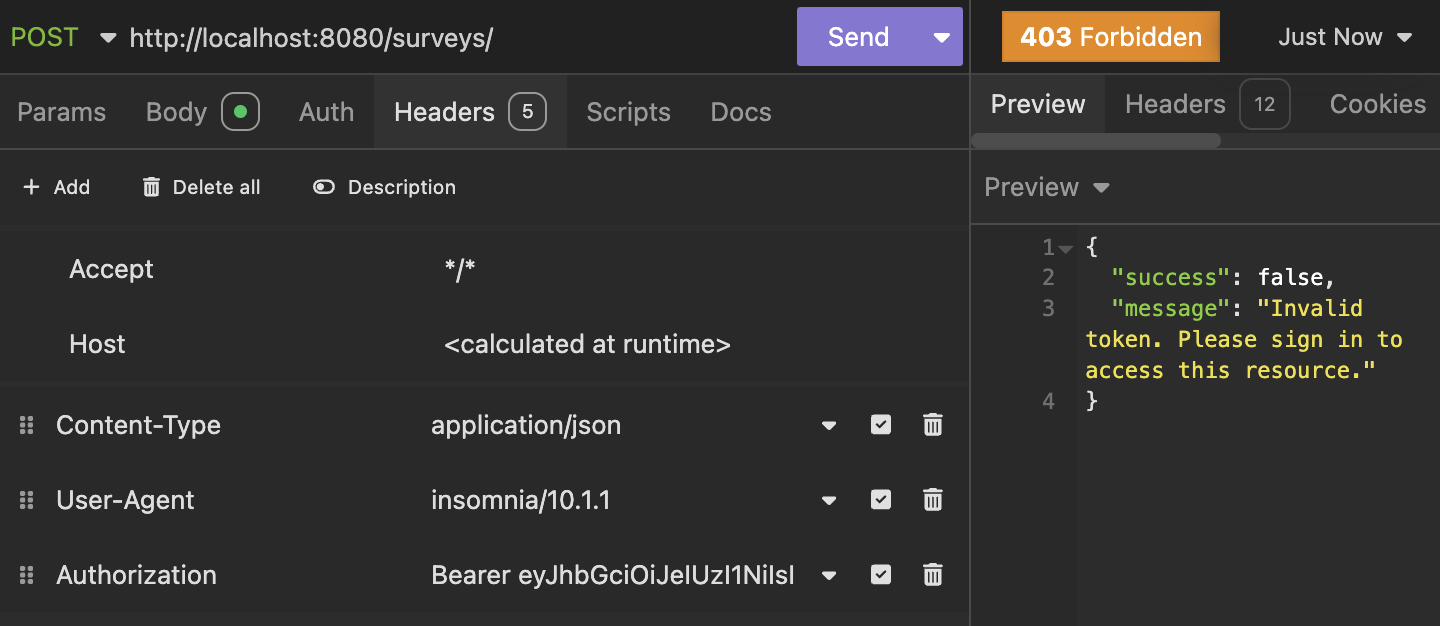 POST http://localhost:8080/surveys/ Send 403 Forbidden Just Now
Params Body Auth Headers 5 Scripts Docs Preview Headers 12 Cookies
+ Add Delete all Description Preview
Accept */*
Host <calculated at runtime>
Content-Type application/json
User-Agent insomnia/10.1.1
Authorization Bearer eyJhbGciOiJeIUzI1NiIsI
1 {
2 "success": false,
3 "message": "Invalid
token. Please sign in to
access this resource."
4 }